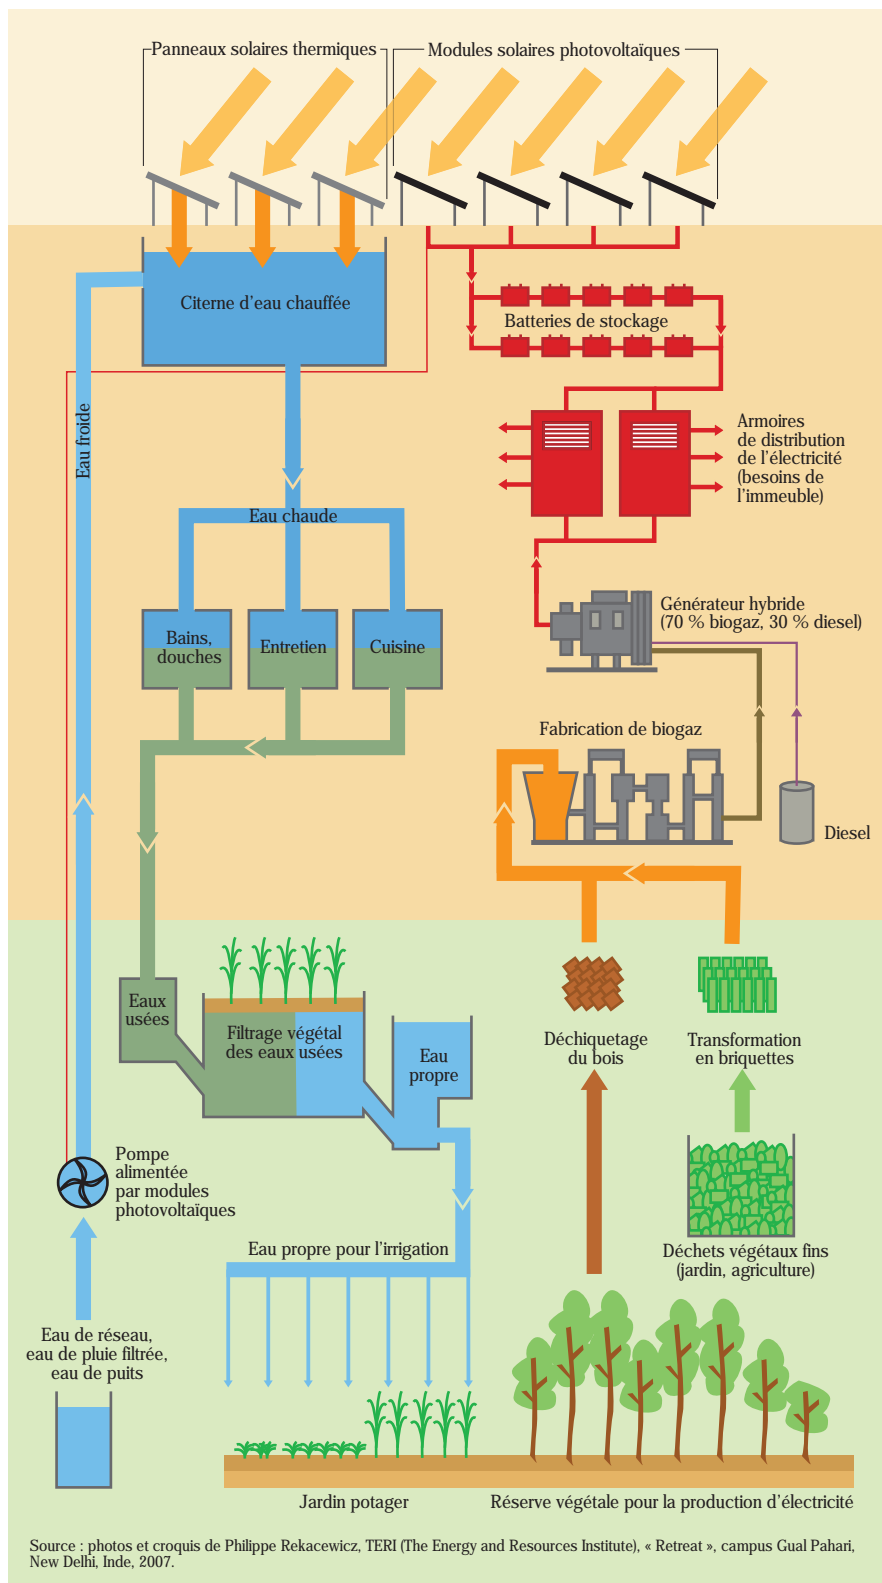 Panneaux solaires thermiques
Modules solaires photovoltaïques
Citerne d'eau chauffée
Batteries de stockage
Eau froide
Armoires
de distribution
de l'électricité
(besoins de
l'immeuble)
Eau chaude
Générateur hybride
(70 % biogaz, 30 % diesel)
Bains,
douches
Entretien
Cuisine
Fabrication de biogaz
Diesel
Eaux
usées
Filtrage végétal
des eaux usées
Eau
propre
Déchiquetage
du bois
Transformation
en briquettes
Pompe
alimentée
par modules
photovoltaïques
Eau propre pour l'irrigation
Déchets végétaux fins
(jardin, agriculture)
Eau de réseau,
eau de pluie filtrée,
eau de puits
Jardin potager
Réserve végétale pour la production d'électricité
Source : photos et croquis de Philippe Rekacewicz, TERI (The Energy and Resources Institute), « Retreat », campus Gual Pahari,
New Delhi, Inde, 2007.